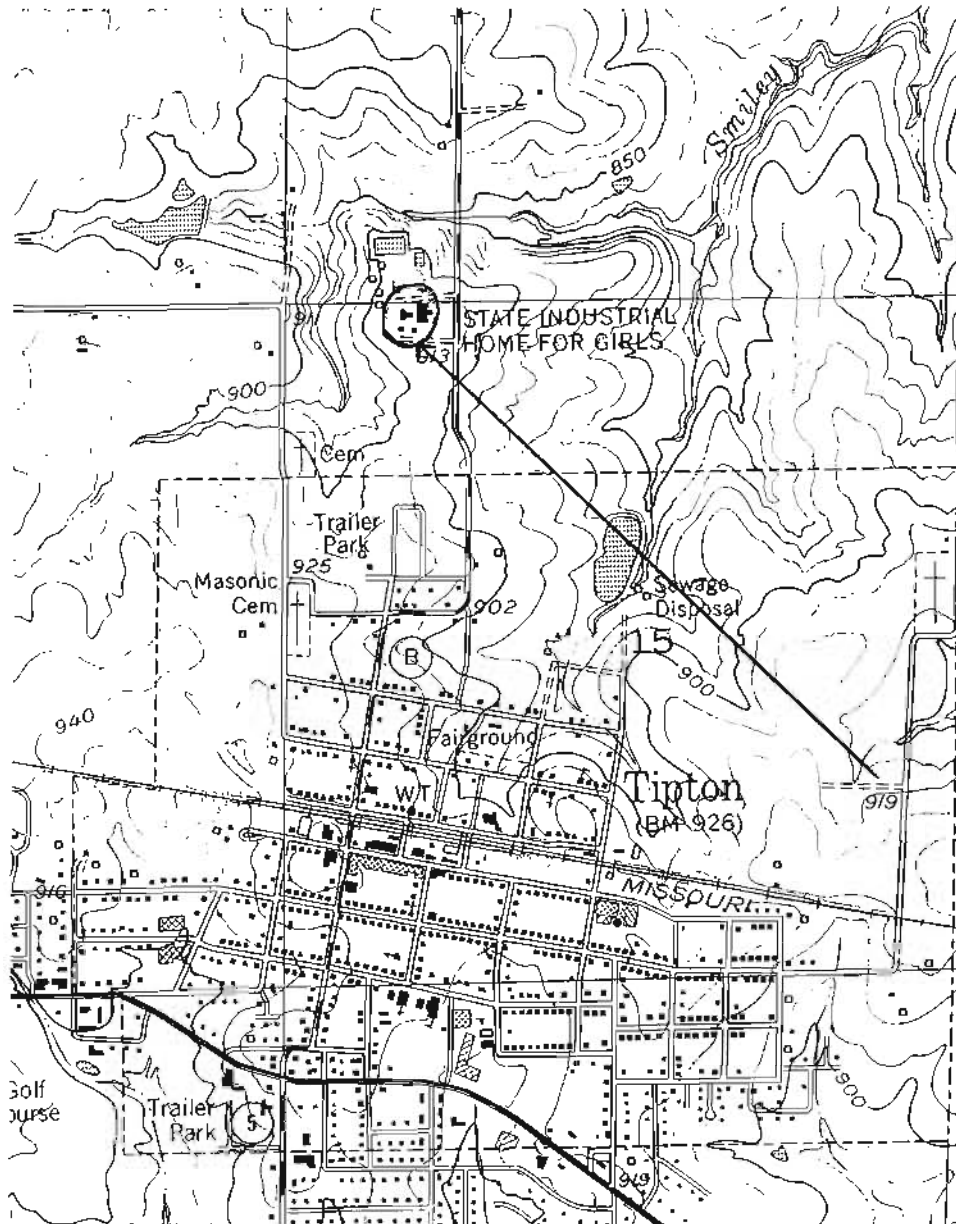 Smiley
850
STATE INDUSTRIAL
HOME FOR GIRLS
900
Cem
Trailer
Park
925
Masonic
Cem
902
Sewage
Disposal
15
B
900
940
Fairground
WT
Tipton
(BM 926)
919
916
MISSOURI
Golf
Trailer
Park
5
900
919